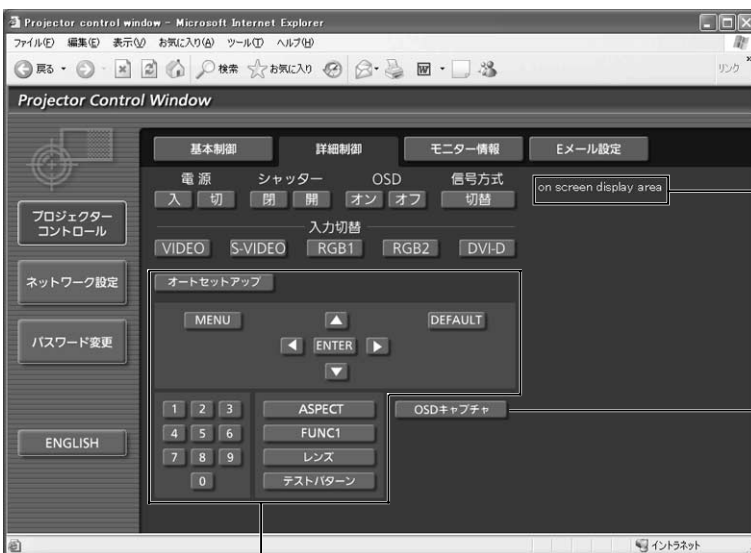 Projector control window - Microsoft Internet Explorer
ファイル(F) 編集(E) 表示(V) お気に入り(A) ツール(T) ヘルプ(H)
戻る 検索 お気に入り リンク »
Projector Control Window
基本制御 詳細制御 モニター情報 Eメール設定
電源 シャッター OSD 信号方式
入 切 閉 開 オン オフ 切替
on screen display area
入力切替
VIDEO S-VIDEO RGB1 RGB2 DVI-D
プロジェクター
コントロール
ネットワーク設定
パスワード変更
ENGLISH
オートセットアップ
MENU DEFAULT
ENTER
1 2 3 ASPECT OSDキャプチャ
4 5 6 FUNC1
7 8 9 レンズ
0 テストパターン
イントラネット